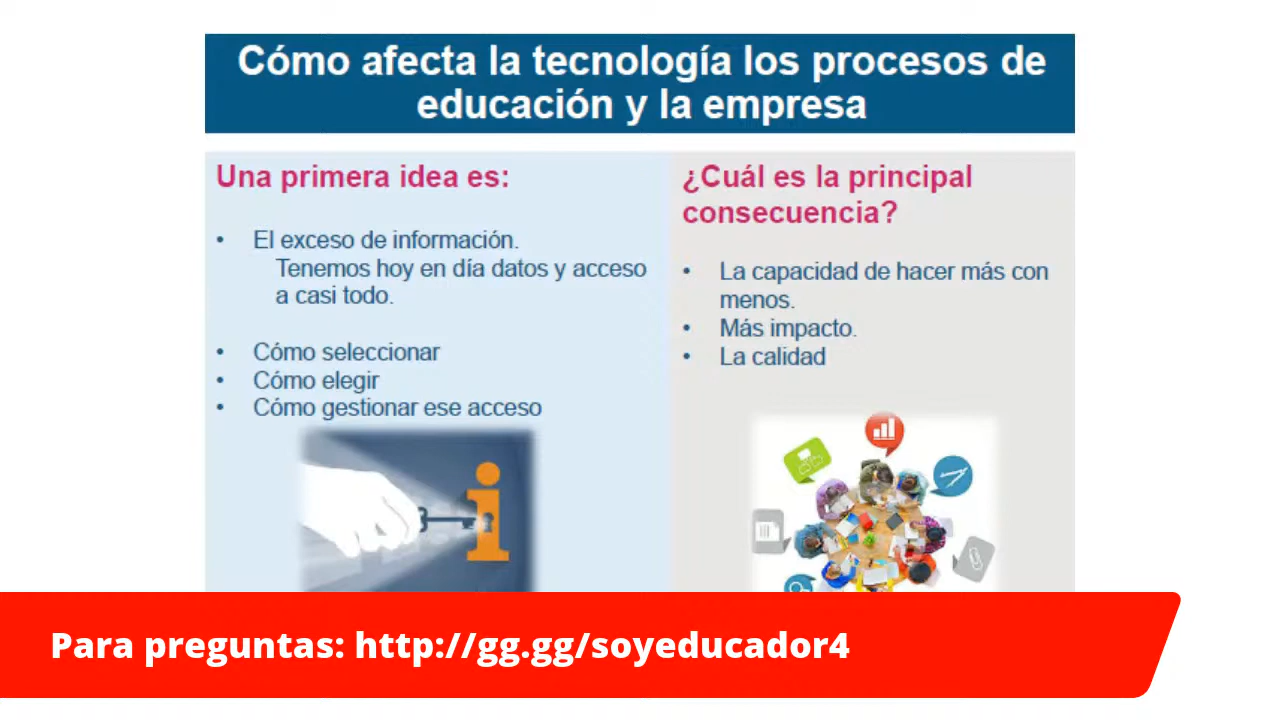 Cómo afecta la tecnología los procesos de
educación y la empresa
Una primera idea es:
• El exceso de información.
Tenemos hoy en día datos y acceso
a casi todo.
• Cómo seleccionar
• Cómo elegir
• Cómo gestionar ese acceso
¿Cuál es la principal
consecuencia?
• La capacidad de hacer más con
menos.
• Más impacto.
• La calidad
Para preguntas: http://gg.gg/soyeducador4